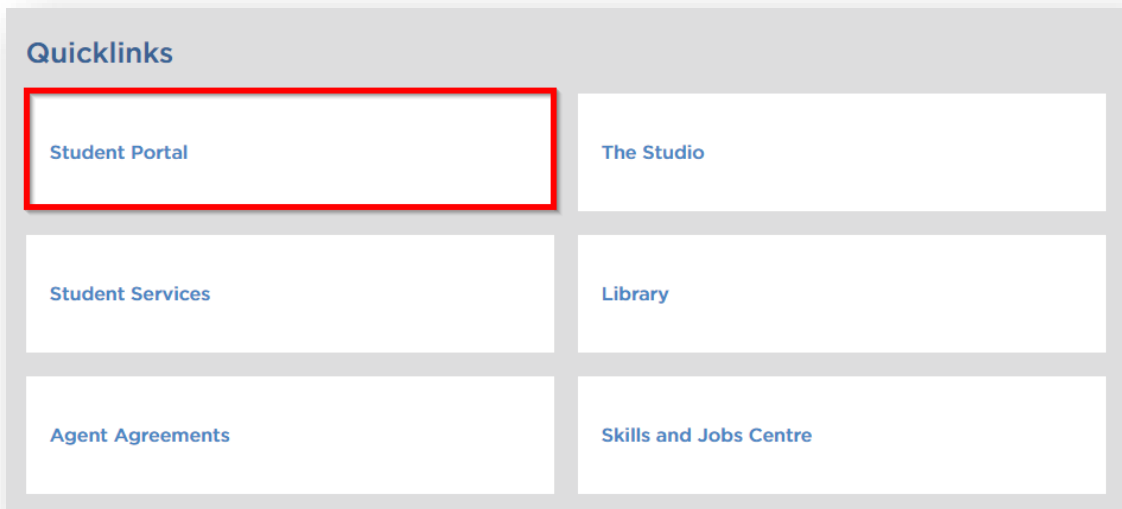 Quicklinks
Student Portal
The Studio
Student Services
Library
Agent Agreements
Skills and Jobs Centre